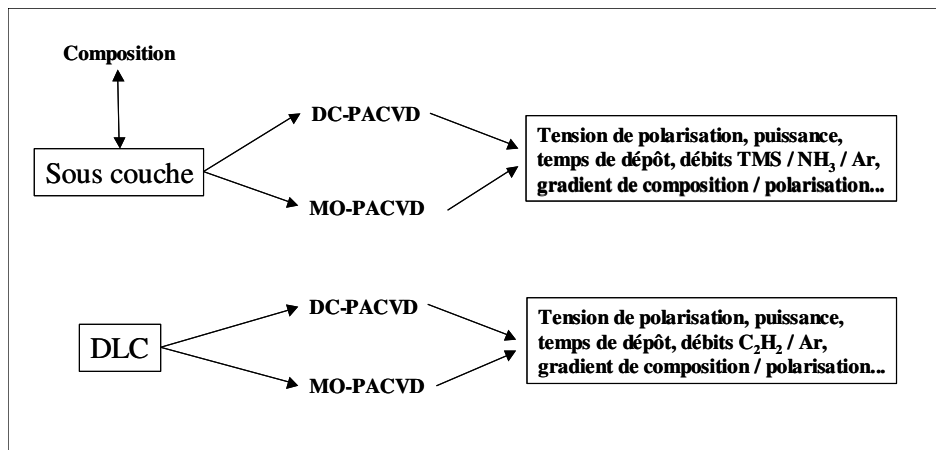 Composition
Sous couche
DC-PACVD
MO-PACVD
Tension de polarisation, puissance,
temps de dépôt, débits TMS / NH₃ / Ar,
gradient de composition / polarisation...
DLC
DC-PACVD
MO-PACVD
Tension de polarisation, puissance,
temps de dépôt, débits C₂H₂ / Ar,
gradient de composition / polarisation...